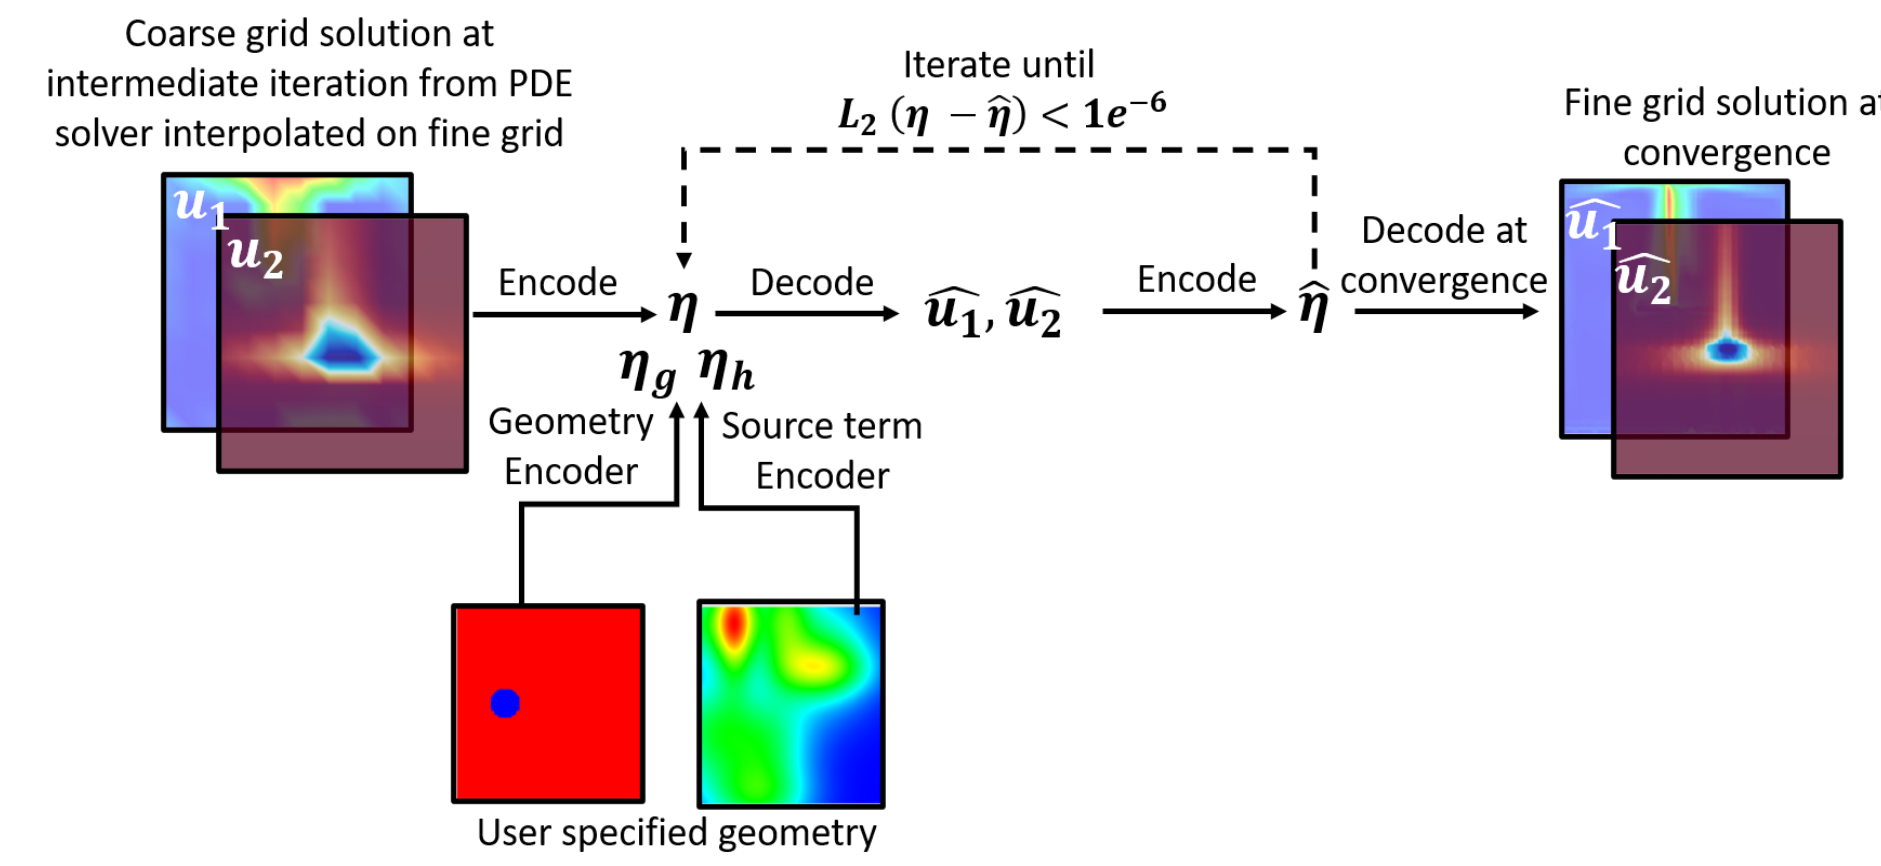 Coarse grid solution at
intermediate iteration from PDE
solver interpolated on fine grid
u₁
u₂
Encode
Iterate until
L₂ (η − η̂) < 1e⁻⁶
η
η_g η_h
Decode
û₁, û₂
Encode
η̂
Decode at
convergence
Fine grid solution at
convergence
û₁
û₂
Geometry
Encoder
Source term
Encoder
User specified geometry